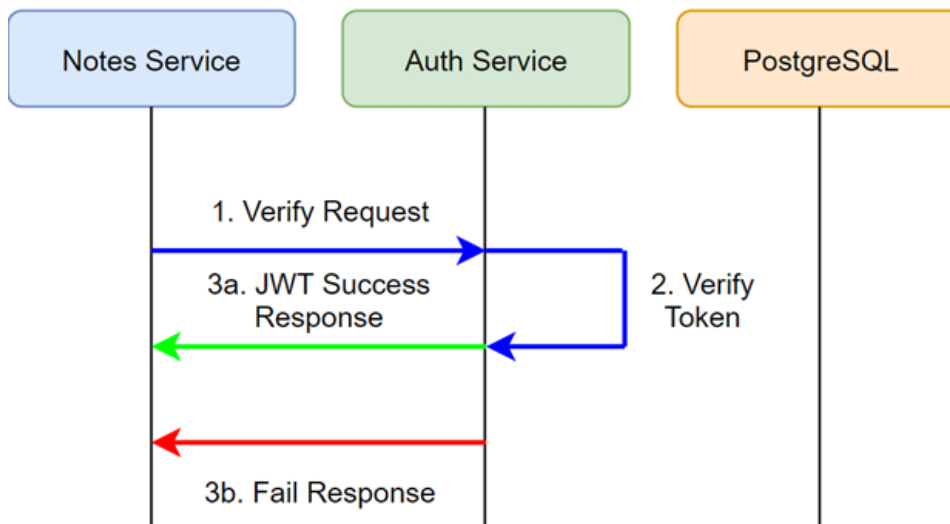 Notes Service
Auth Service
PostgreSQL
1. Verify Request
3a. JWT Success
Response
2. Verify
Token
3b. Fail Response